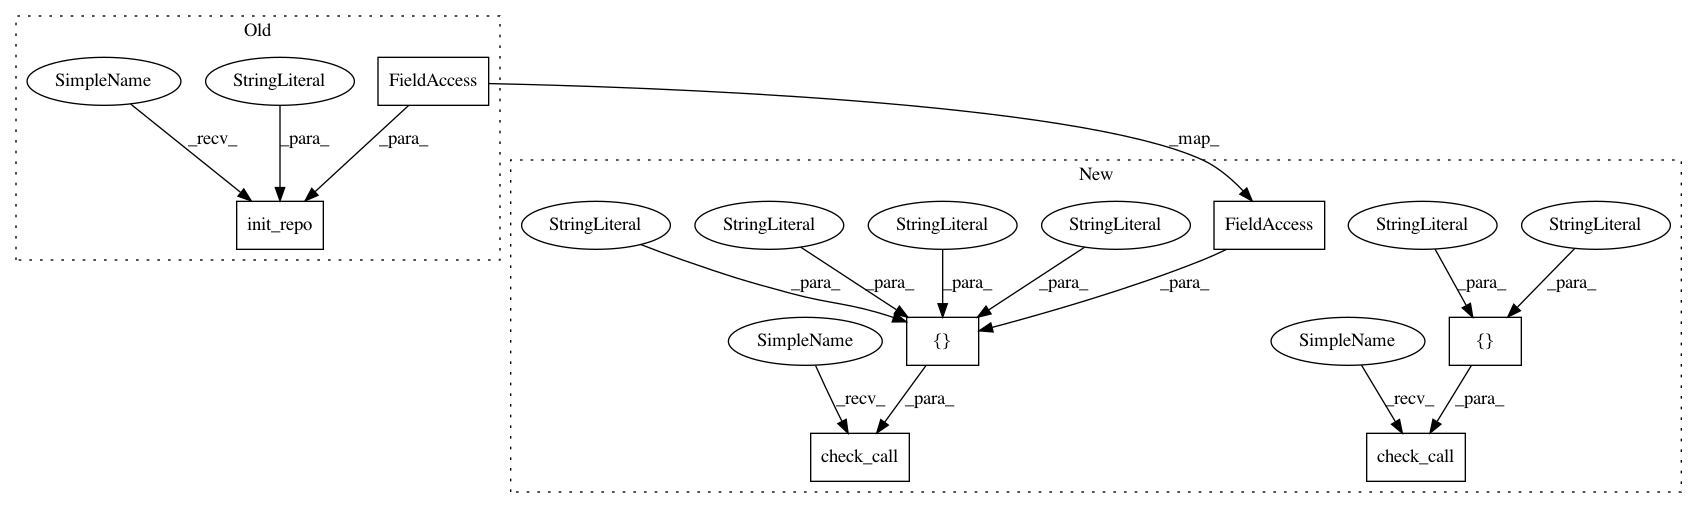 Old
SimpleName
StringLiteral
FieldAccess
_recv_
_para_
_para_
_map_
init_repo
New
StringLiteral
StringLiteral
StringLiteral
StringLiteral
FieldAccess
StringLiteral
StringLiteral
_para_
_para_
_para_
_para_
_para_
_para_
_para_
SimpleName
{}
SimpleName
{}
_recv_
_para_
_recv_
_para_
check_call
check_call